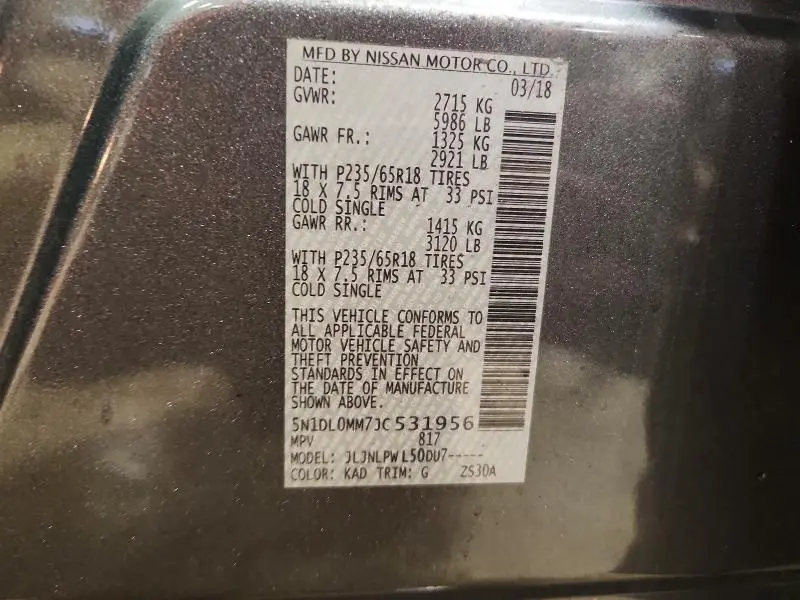 MFD BY NISSAN MOTOR CO., LTD.
DATE: 03/18
GVWR: 2715 KG
5986 LB
GAWR FR.: 1325 KG
2921 LB
WITH P235/65R18 TIRES
18 X 7.5 RIMS AT 33 PSI
COLD SINGLE
GAWR RR.: 1415 KG
3120 LB
WITH P235/65R18 TIRES
18 X 7.5 RIMS AT 33 PSI
COLD SINGLE
THIS VEHICLE CONFORMS TO
ALL APPLICABLE FEDERAL
MOTOR VEHICLE SAFETY AND
THEFT PREVENTION
STANDARDS IN EFFECT ON
THE DATE OF MANUFACTURE
SHOWN ABOVE.
5N1DL0MM7JC531956
MPV 817
MODEL: JLJNLPW L50DU7-----
COLOR: KAD TRIM: G ZS30A